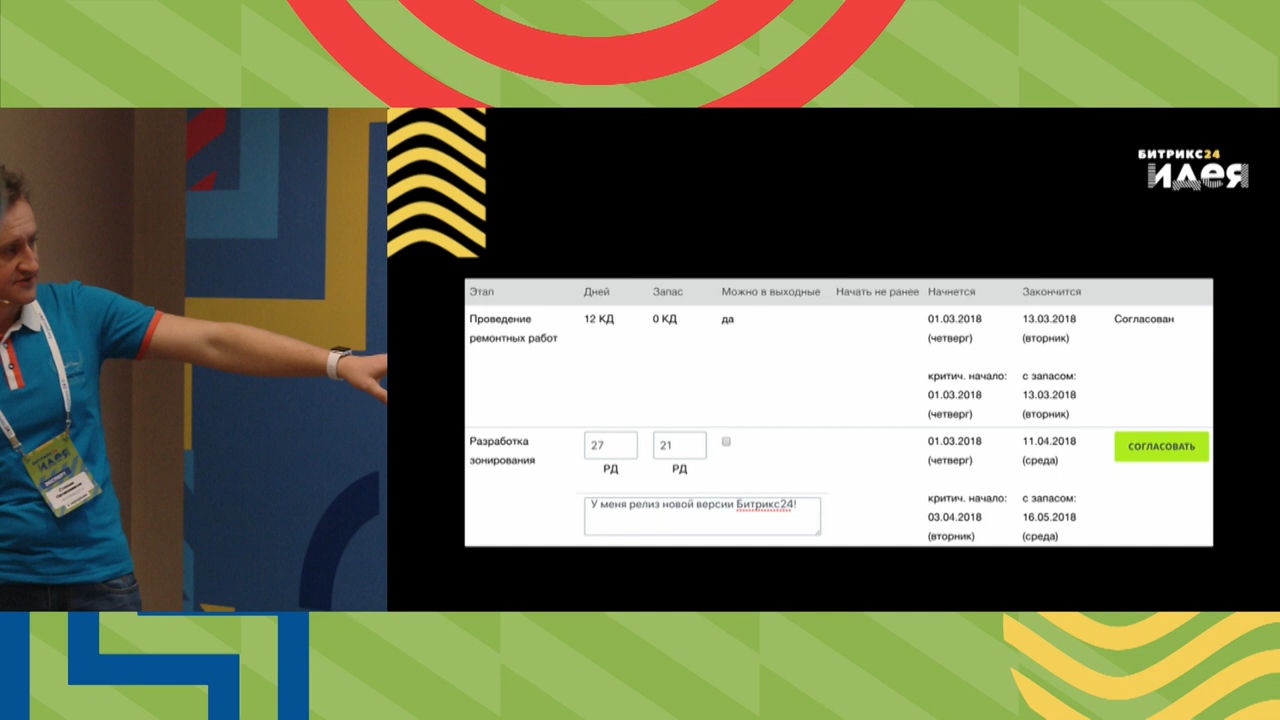 БИТРИКС24
идея
Этап Дней Запас Можно в выходные Начать не ранее Начнется Закончится
Проведение 12 КД 0 КД да 01.03.2018 13.03.2018 Согласован
ремонтных работ (четверг) (вторник)
критич. начало: с запасом:
01.03.2018 13.03.2018
(четверг) (вторник)
Разработка 27 21 01.03.2018 11.04.2018 СОГЛАСОВАТЬ
зонирования РД РД (четверг) (среда)
У меня релиз новой версии Битрикс24! критич. начало: с запасом:
03.04.2018 16.05.2018
(вторник) (среда)
идея